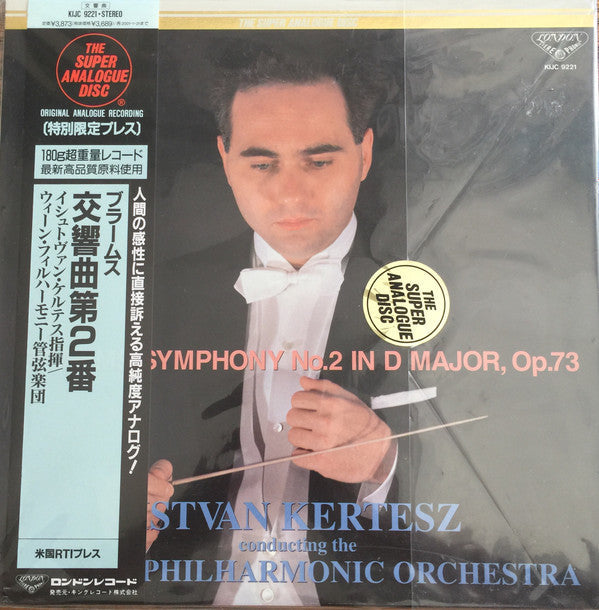 交響曲
KIJC 9221・STEREO
THE
SUPER
ANALOGUE
DISC
®
ORIGINAL ANALOGUE RECORDING
〔特別限定プレス〕
180g超重量レコード
最新高品質原料使用
人間の感性に直接訴える高純度アナログ!
ブラームス
交響曲第2番
イシュトヴァン・ケルテス指揮/
ウィーン・フィルハーモニー管弦楽団
米国RTIプレス
ロンドンレコード
発売元・キングレコード株式会社
THE SUPER ANALOGUE DISC
LONDON
KIJC 9221
THE
SUPER
ANALOGUE
DISC
SYMPHONY No.2 IN D MAJOR, Op.73
STVAN KERTESZ
conducting the
PHILHARMONIC ORCHESTRA